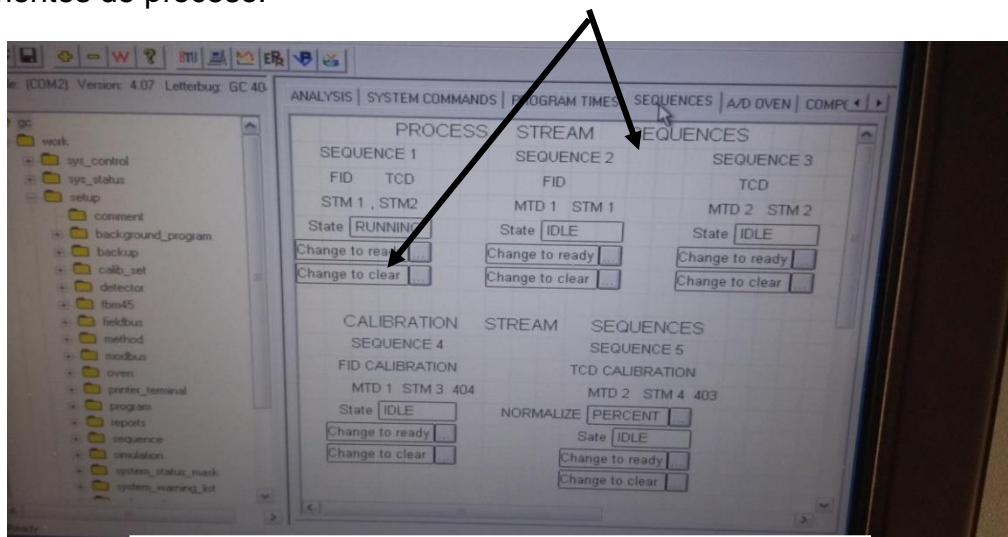 entos do processo.
BTU
(COM2) Version: 4.07 Letterbug: GC 40
ANALYSIS SYSTEM COMMANDS PROGRAM TIMES SEQUENCES A/D OVEN
gc
work
sys_control
sys_status
setup
comment
background_program
backup
calib_set
detector
fbm45
fieldbus
method
modbus
oven
printer_terminal
program
reports
sequence
simulation
system_status_mask
system_warning_list
PROCESS STREAM SEQUENCES
SEQUENCE 1 SEQUENCE 2 SEQUENCE 3
FID TCD FID TCD
STM 1 , STM2 MTD 1 STM 1 MTD 2 STM 2
State RUNNING State IDLE State IDLE
Change to ready ... Change to ready ... Change to ready ...
Change to clear ... Change to clear ... Change to clear ...
CALIBRATION STREAM SEQUENCES
SEQUENCE 4 SEQUENCE 5
FID CALIBRATION TCD CALIBRATION
MTD 1 STM 3 404 MTD 2 STM 4 403
State IDLE NORMALIZE PERCENT ...
Change to ready ... Sate IDLE
Change to clear ... Change to ready ...
Change to clear ...
Ready